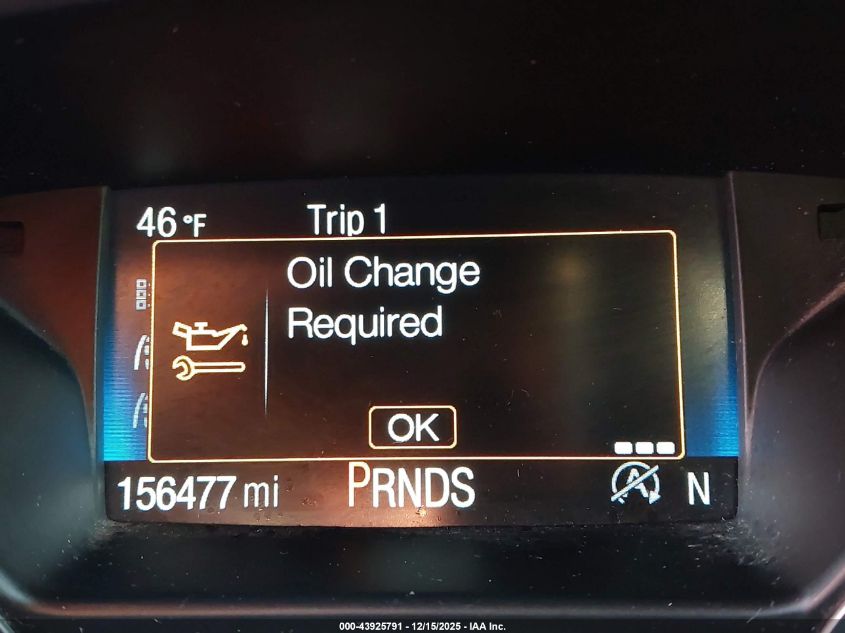 46 °F Trip 1
Oil Change
Required
OK
156477 mi PRNDS A N
000-43925791 - 12/15/2025 - IAA Inc.